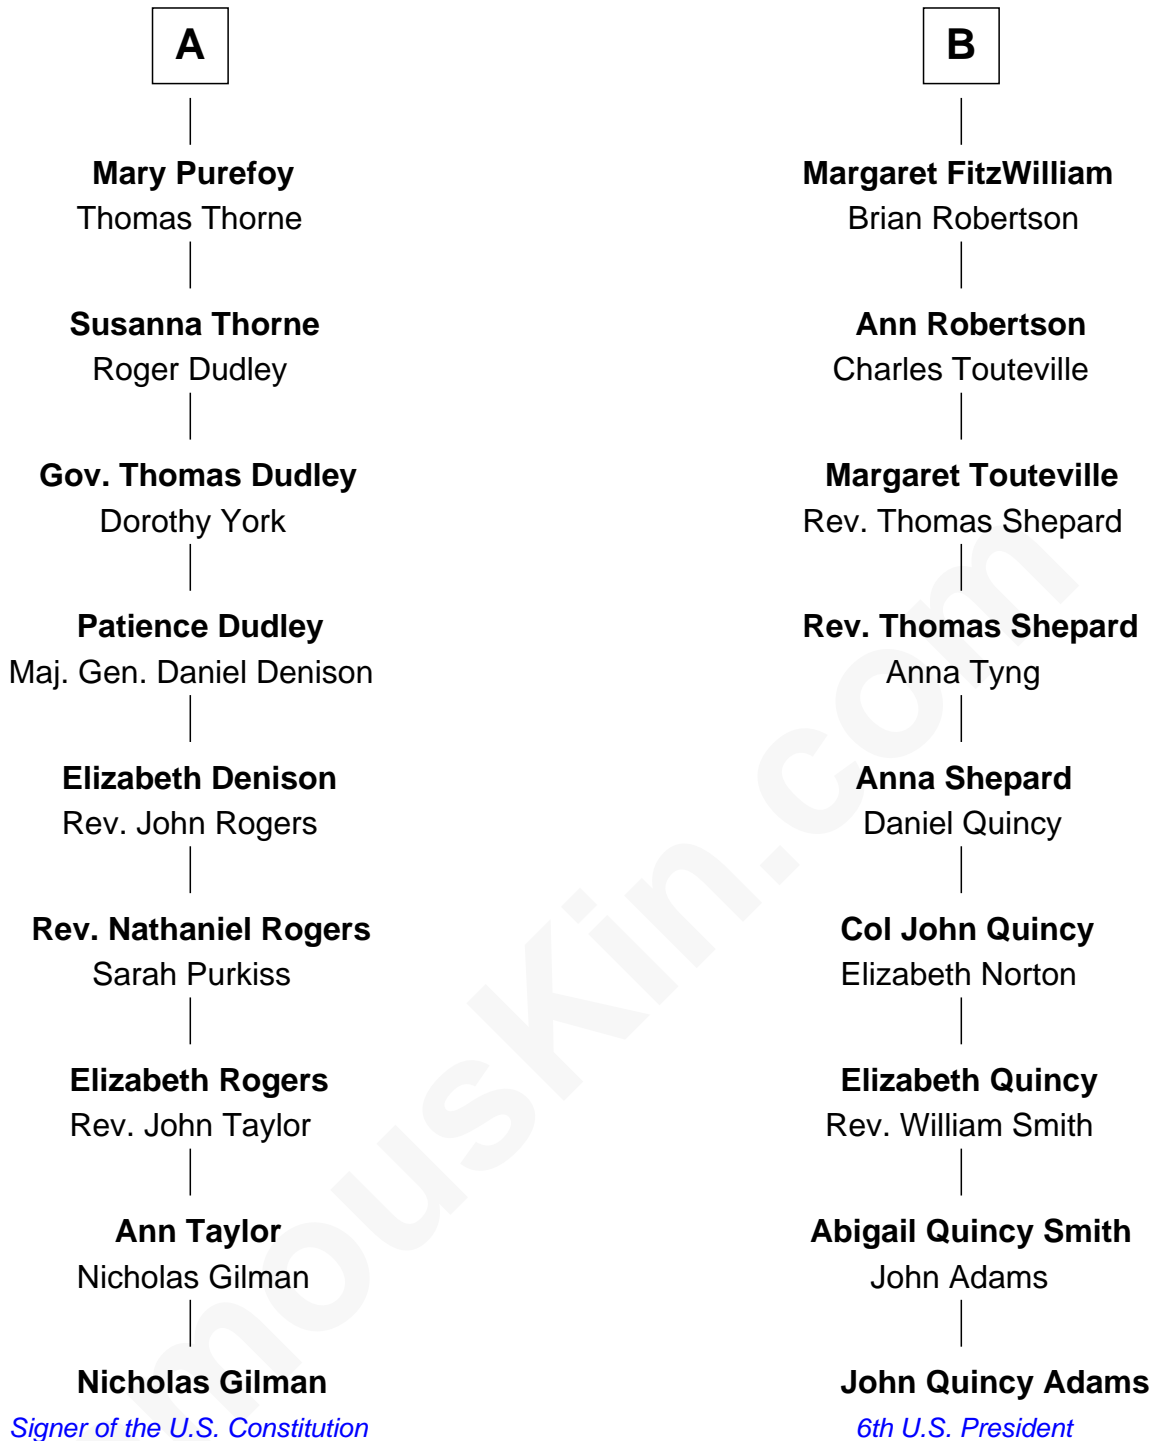 A
Mary Purefoy
Thomas Thorne
Susanna Thorne
Roger Dudley
Gov. Thomas Dudley
Dorothy York
Patience Dudley
Maj. Gen. Daniel Denison
Elizabeth Denison
Rev. John Rogers
Rev. Nathaniel Rogers
Sarah Purkiss
Elizabeth Rogers
Rev. John Taylor
Ann Taylor
Nicholas Gilman
Nicholas Gilman
Signer of the U.S. Constitution
B
Margaret FitzWilliam
Brian Robertson
Ann Robertson
Charles Touteville
Margaret Touteville
Rev. Thomas Shepard
Rev. Thomas Shepard
Anna Tyng
Anna Shepard
Daniel Quincy
Col John Quincy
Elizabeth Norton
Elizabeth Quincy
Rev. William Smith
Abigail Quincy Smith
John Adams
John Quincy Adams
6th U.S. President
mouskin.com